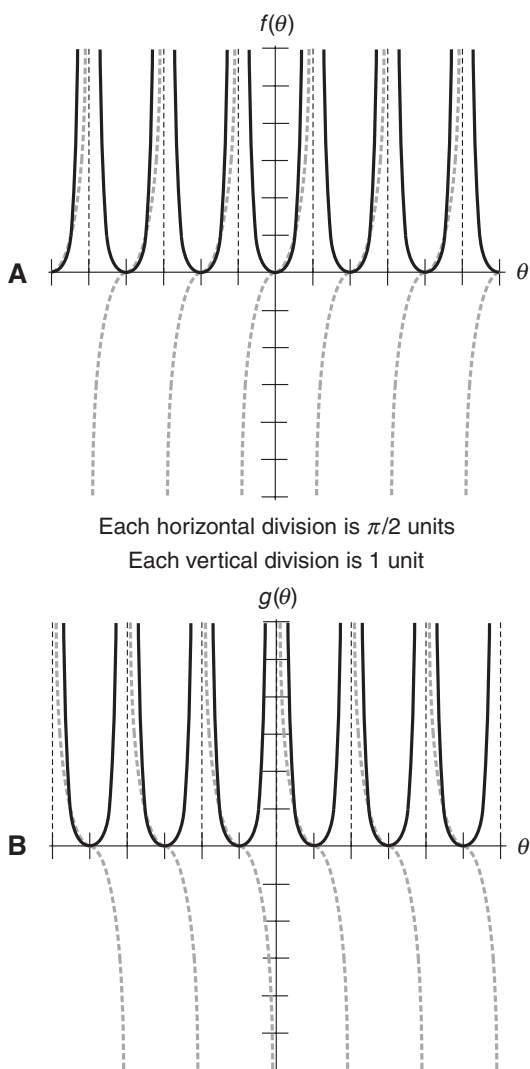 f(θ)
A
θ
Each horizontal division is π/2 units
Each vertical division is 1 unit
g(θ)
B
θ